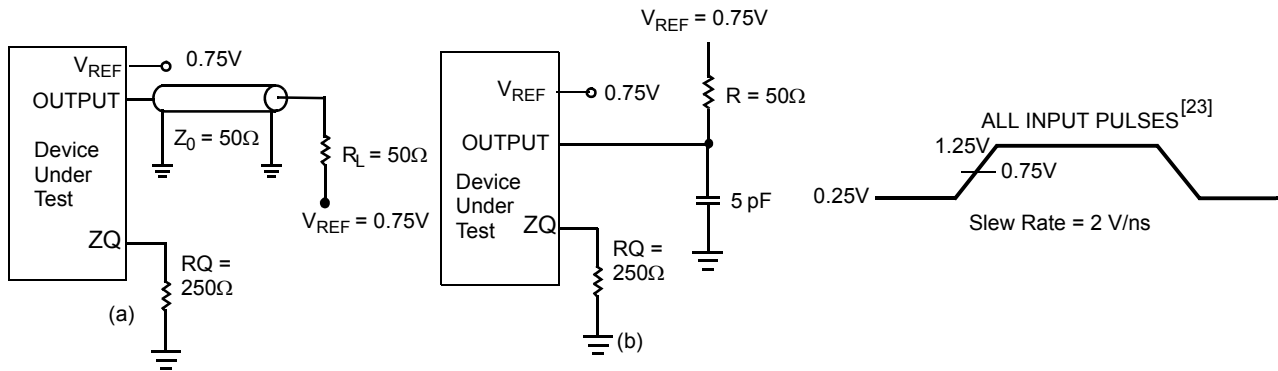 V_REF
0.75V
OUTPUT
Z_0 = 50Ω
Device
Under
Test
R_L = 50Ω
V_REF = 0.75V
ZQ
RQ =
250Ω
(a)
V_REF = 0.75V
V_REF
0.75V
R = 50Ω
OUTPUT
Device
Under
Test
5 pF
ZQ
RQ =
250Ω
(b)
ALL INPUT PULSES[23]
1.25V
0.75V
0.25V
Slew Rate = 2 V/ns